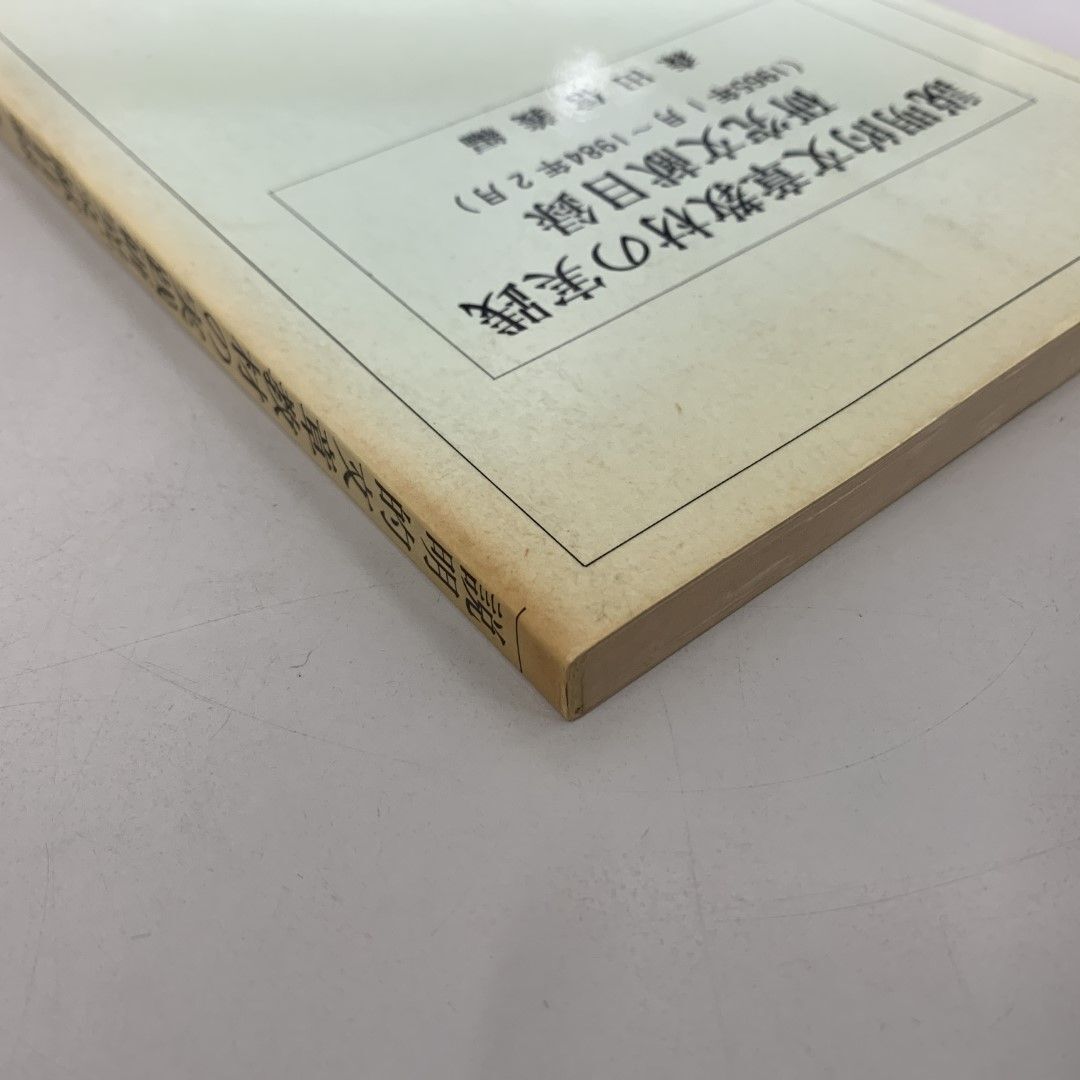 説明的文章教材の実践
研究文献目録
(1965年1月～1984年2月)
森田信義編
説明的文章教材の実践